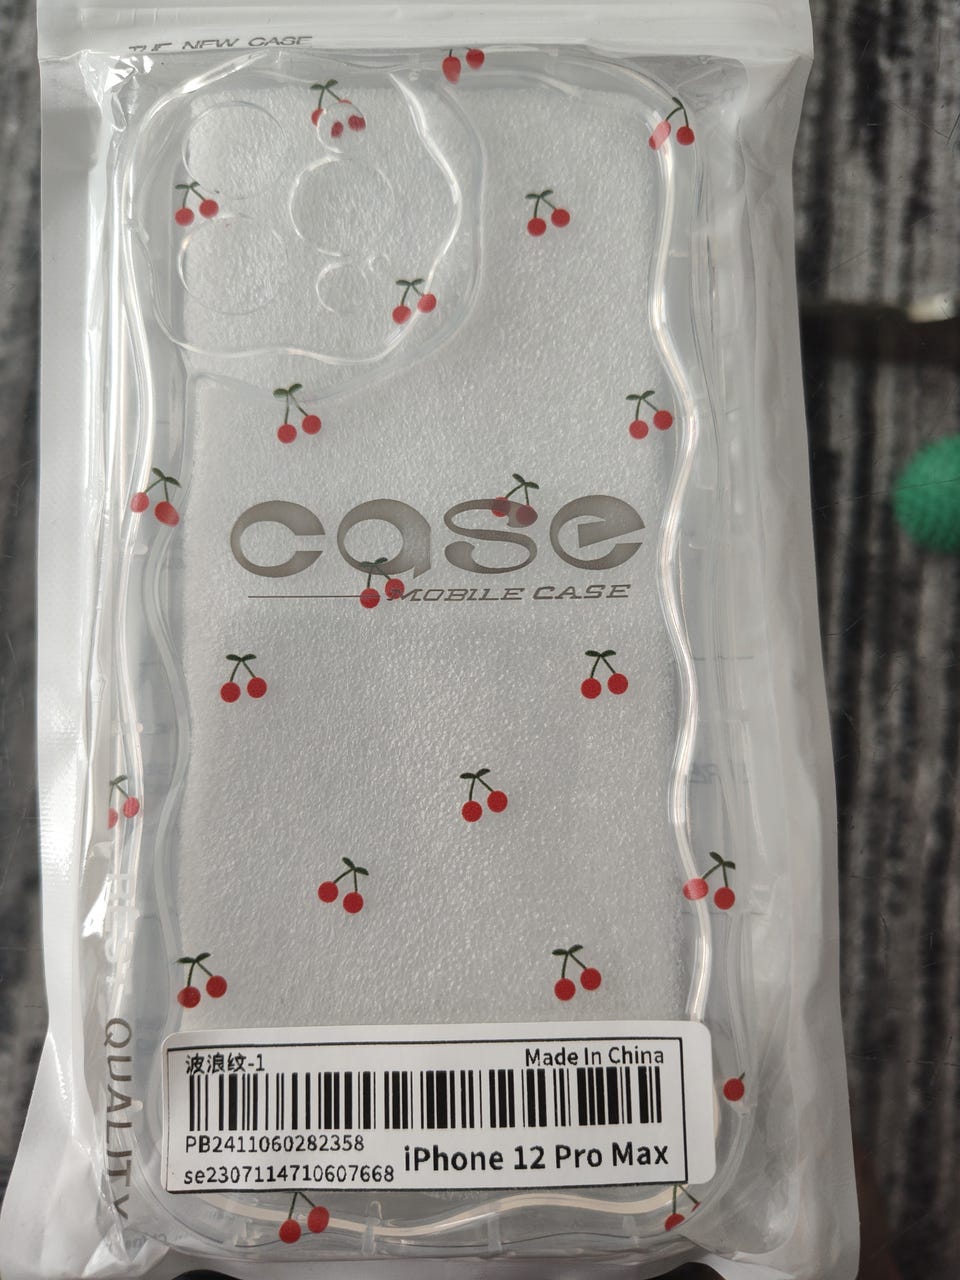 THE NEW CASE
case
MOBILE CASE
QUALITY
波浪纹-1
Made In China
PB2411060282358
se2307114710607668
iPhone 12 Pro Max